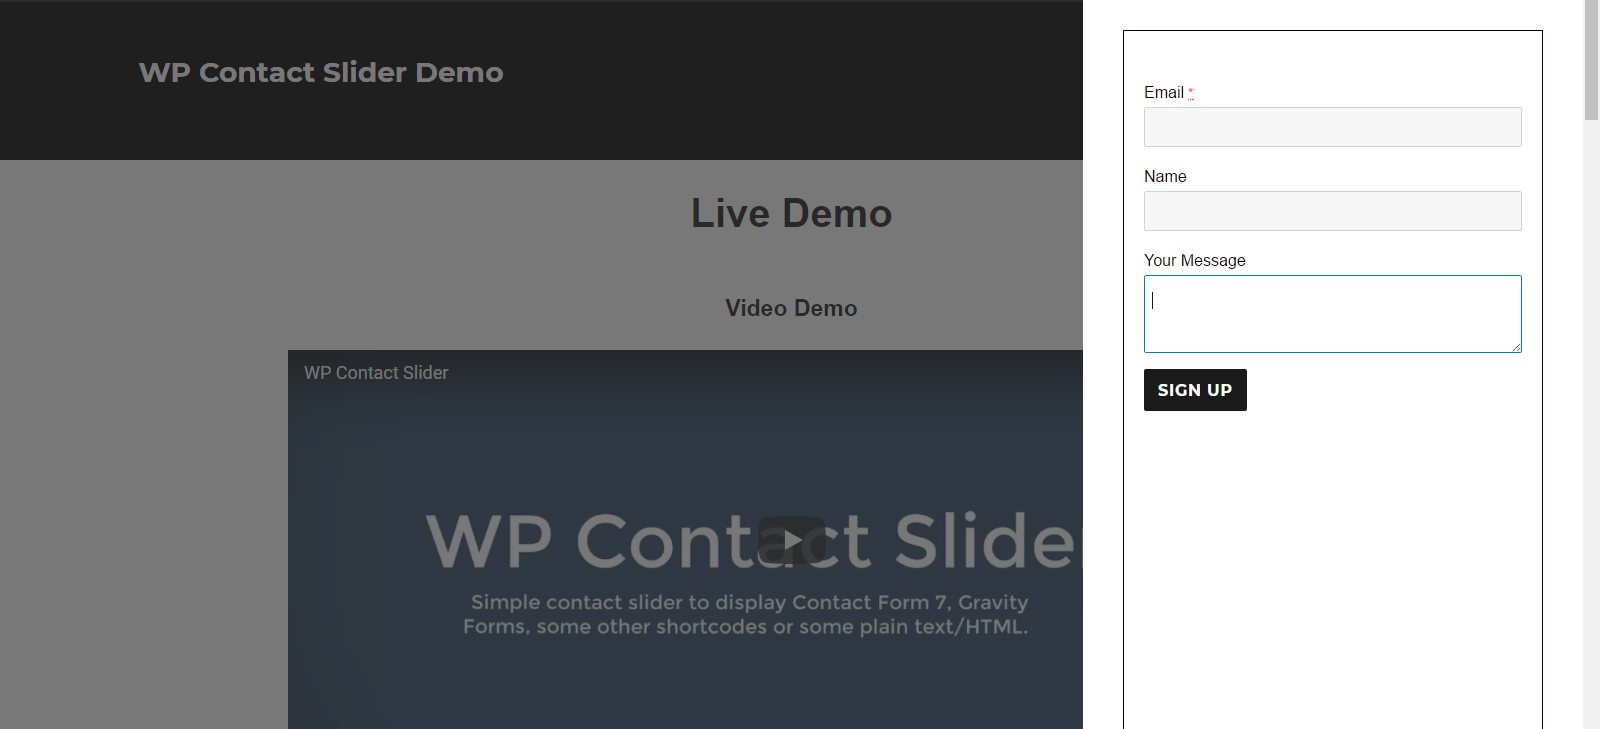 WP Contact Slider Demo
Live Demo
Video Demo
WP Contact Slider
WP Contact Slider
Simple contact slider to display Contact Form 7, Gravity
Forms, some other shortcodes or some plain text/HTML.
Email *
Name
Your Message
SIGN UP